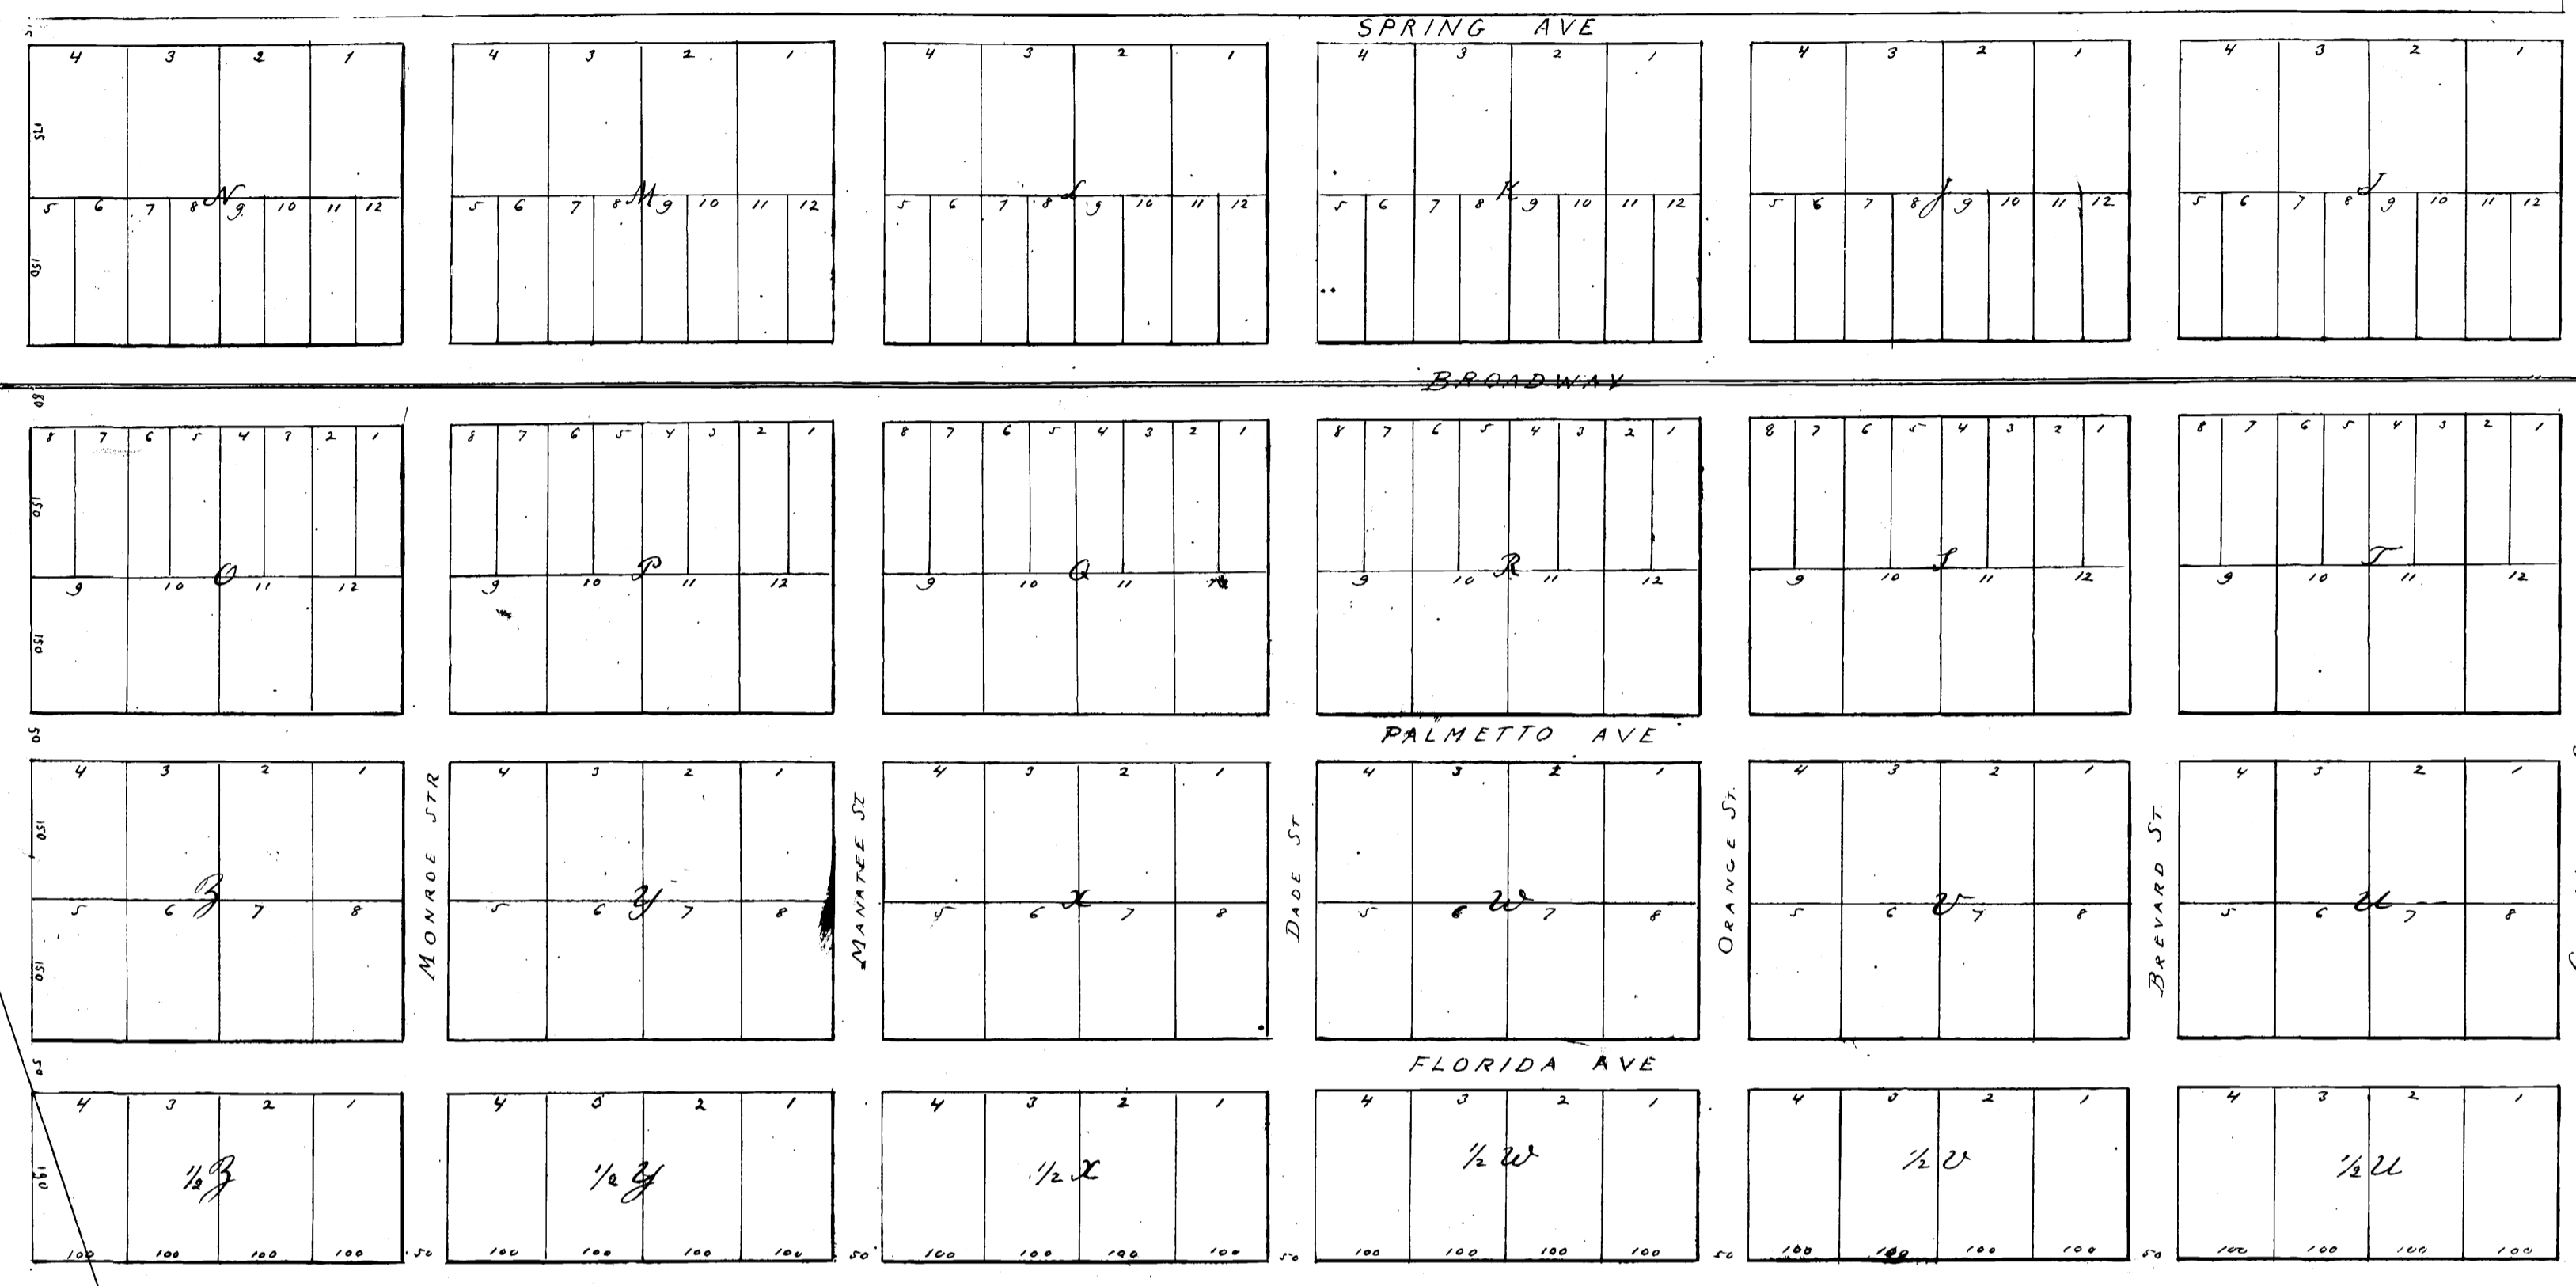 SPRING AVE
4 3 2 1 4 3 2 1 4 3 2 1 4 3 2 1 4 3 2 1 4 3 2 1
175
N M L K J I
5 6 7 8 9 10 11 12 5 6 7 8 9 10 11 12 5 6 7 8 9 10 11 12 5 6 7 8 9 10 11 12 5 6 7 8 9 10 11 12 5 6 7 8 9 10 11 12
150
BROADWAY
80
8 7 6 5 4 3 2 1 8 7 6 5 4 3 2 1 8 7 6 5 4 3 2 1 8 7 6 5 4 3 2 1 8 7 6 5 4 3 2 1 8 7 6 5 4 3 2 1
150
O P Q R S T
9 10 11 12 9 10 11 12 9 10 11 9 10 11 12 9 10 11 12 9 10 11 12
150
PALMETTO AVE
50
4 3 2 1 4 3 2 1 4 3 2 1 4 3 2 1 4 3 2 1 4 3 2 1
150
MONROE STR
MANATEE ST
DADE ST
ORANGE ST.
BREVARD ST.
Z Y X W V U
5 6 7 8 5 6 7 8 5 6 7 8 5 6 7 8 5 6 7 8 5 6 7 8
150
FLORIDA AVE
50
4 3 2 1 4 3 2 1 4 3 2 1 4 3 2 1 4 3 2 1 4 3 2 1
1/2 Z 1/2 Y 1/2 X 1/2 W 1/2 V 1/2 U
190
100 100 100 100 50 100 100 100 100 50 100 100 100 100 50 100 100 100 100 50 100 100 100 100 50 100 100 100 100